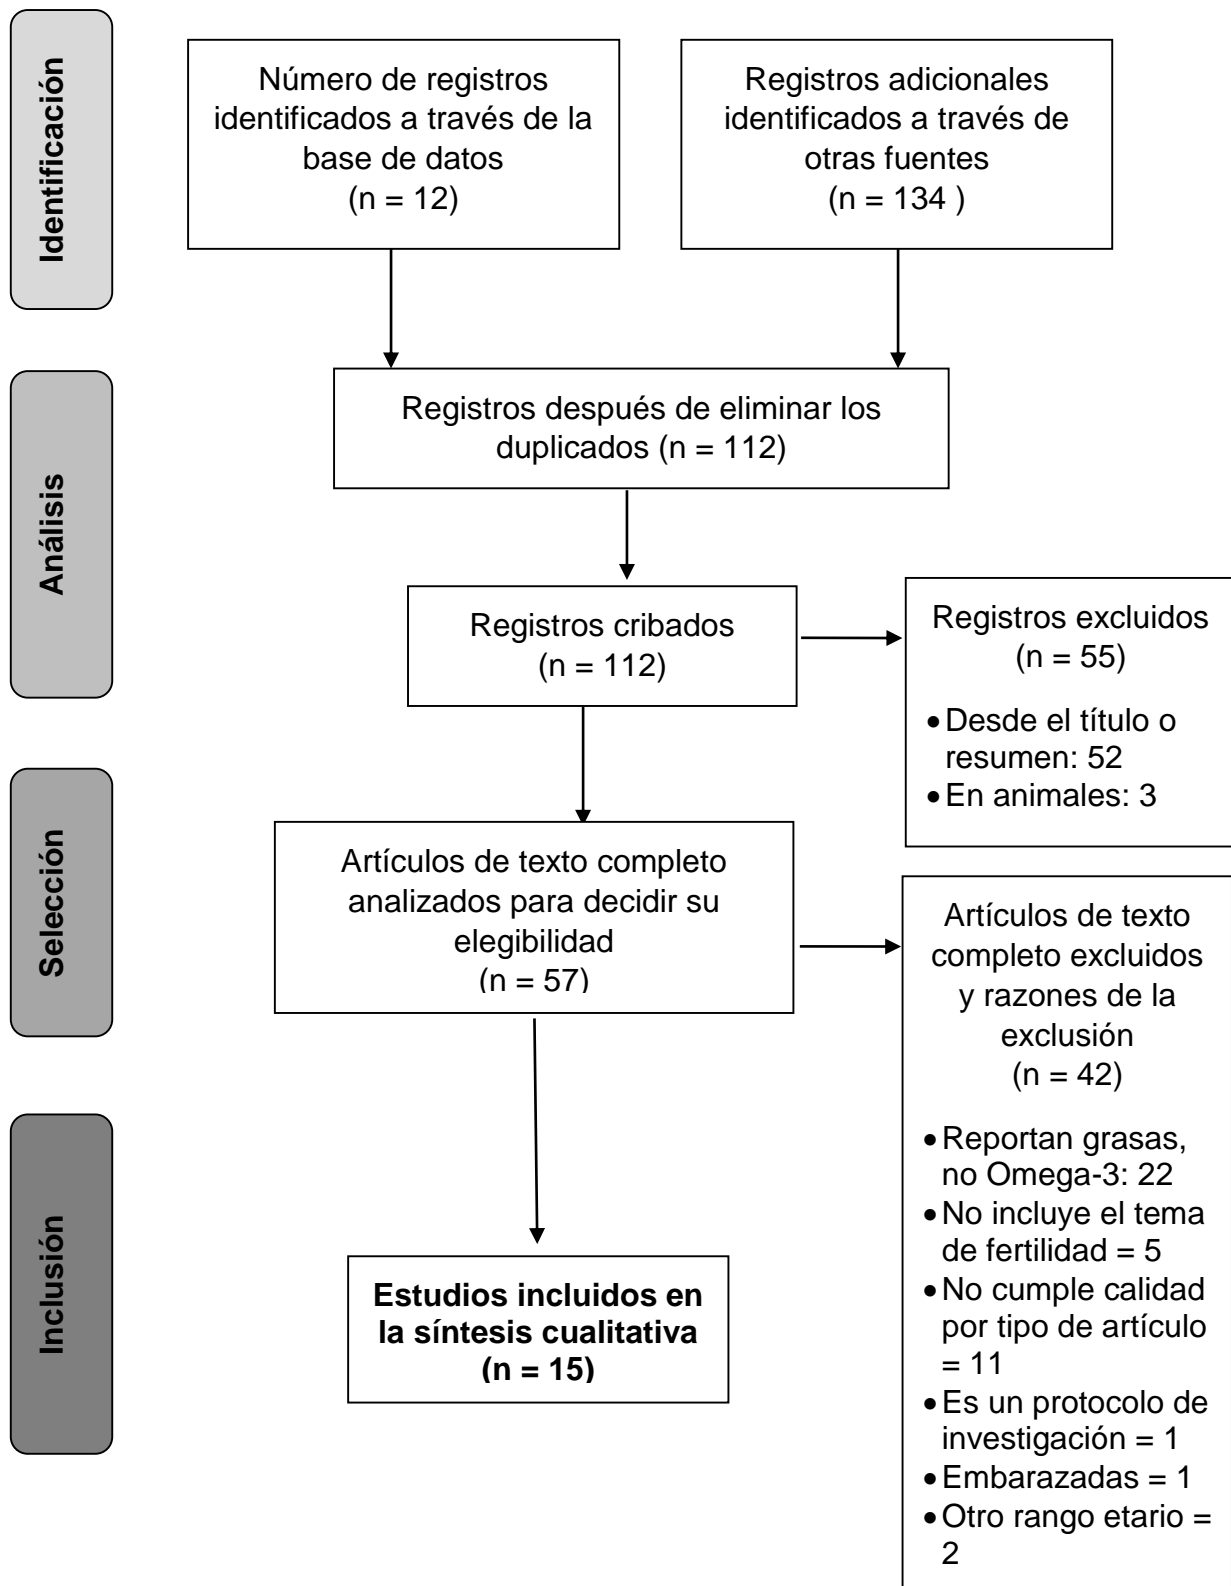 Identificación
Número de registros
identificados a través de la
base de datos
(n = 12)
Registros adicionales
identificados a través de
otras fuentes
(n = 134 )
Análisis
Registros después de eliminar los
duplicados (n = 112)
Registros cribados
(n = 112)
Registros excluidos
(n = 55)
• Desde el título o
resumen: 52
• En animales: 3
Selección
Artículos de texto completo
analizados para decidir su
elegibilidad
(n = 57)
Artículos de texto
completo excluidos
y razones de la
exclusión
(n = 42)
• Reportan grasas,
no Omega-3: 22
• No incluye el tema
de fertilidad = 5
• No cumple calidad
por tipo de artículo
= 11
• Es un protocolo de
investigación = 1
• Embarazadas = 1
• Otro rango etario =
2
Inclusión
Estudios incluidos en
la síntesis cualitativa
(n = 15)